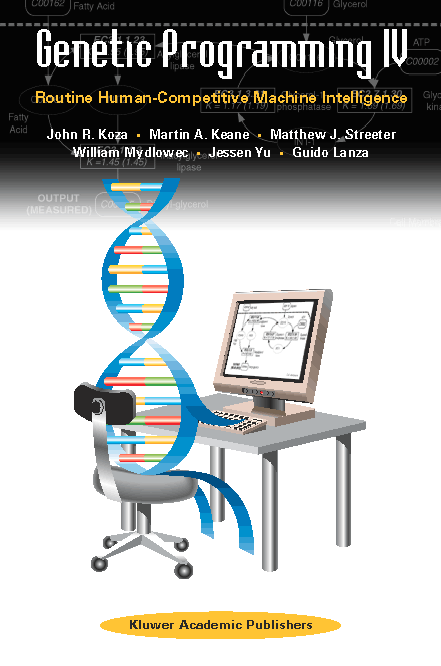 C00162 Fatty Acid
C00116 Glycerol
Genetic Programming IV
ATP
C00002
Routine Human-Competitive Machine Intelligence
Fatty
Acid
John R. Koza • Martin A. Keane • Matthew J. Streeter
William Mydlowec • Jessen Yu • Guido Lanza
K=1.45 (1.45)
lipase
OUTPUT
(MEASURED)
Kluwer Academic Publishers